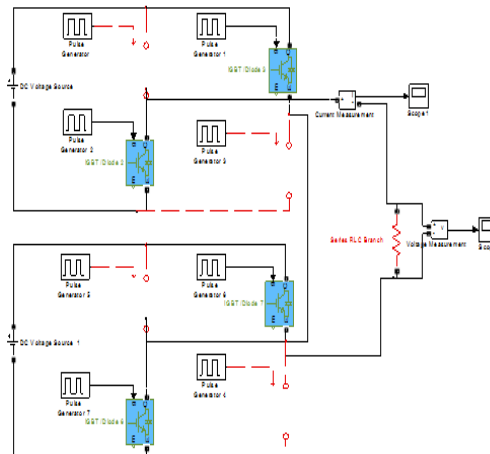 Pulse
Generator
Pulse
Generator 1
IGBT/Diode 3
DC Voltage Source
Current Measurement
Scope1
Pulse
Generator 2
IGBT/Diode 2
Pulse
Generator 3
Series RLC Branch
Voltage Measurement
Scop
Pulse
Generator 5
Pulse
Generator 6
IGBT/Diode 7
DC Voltage Source 1
Pulse
Generator 7
IGBT/Diode 6
Pulse
Generator 4